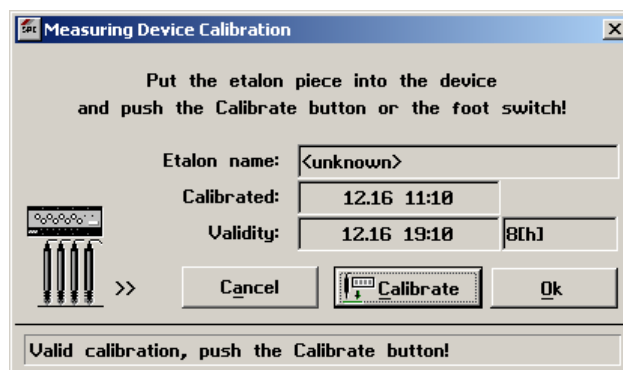 SPC Measuring Device Calibration
Put the etalon piece into the device
and push the Calibrate button or the foot switch!
Etalon name: <unknown>
Calibrated: 12.16 11:10
Validity: 12.16 19:10 8[h]
>> Cancel Calibrate Ok
Valid calibration, push the Calibrate button!